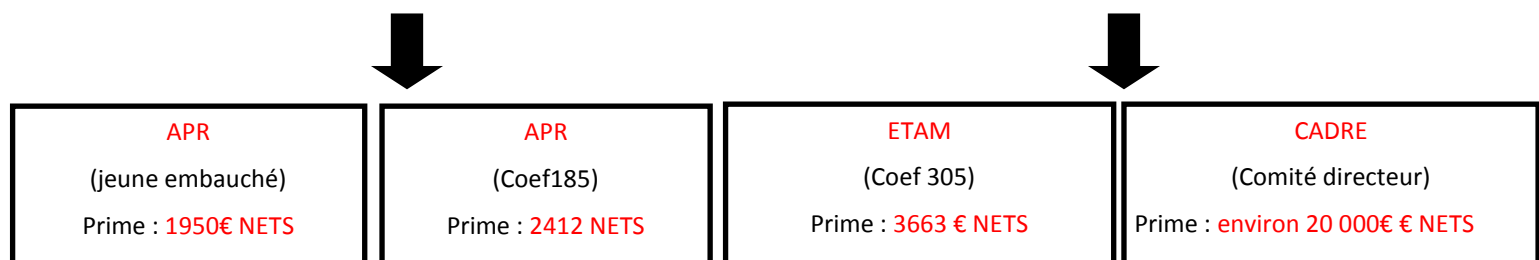 APR
(jeune embauché)
Prime : 1950€ NETS
APR
(Coef185)
Prime : 2412 NETS
ETAM
(Coef 305)
Prime : 3663 € NETS
CADRE
(Comité directeur)
Prime : environ 20 000€ € NETS